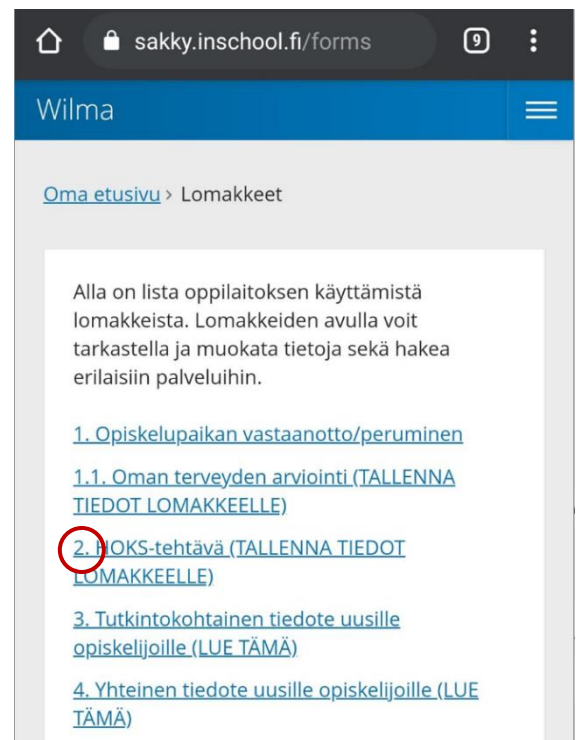 sakky.inschool.fi/forms 9
Wilma
Oma etusivu > Lomakkeet
Alla on lista oppilaitoksen käyttämistä
lomakkeista. Lomakkeiden avulla voit
tarkastella ja muokata tietoja sekä hakea
erilaisiin palveluihin.
1. Opiskelupaikan vastaanotto/peruminen
1.1. Oman terveyden arviointi (TALLENNA
TIEDOT LOMAKKEELLE)
2. HOKS-tehtävä (TALLENNA TIEDOT
LOMAKKEELLE)
3. Tutkintokohtainen tiedote uusille
opiskelijoille (LUE TÄMÄ)
4. Yhteinen tiedote uusille opiskelijoille (LUE
TÄMÄ)